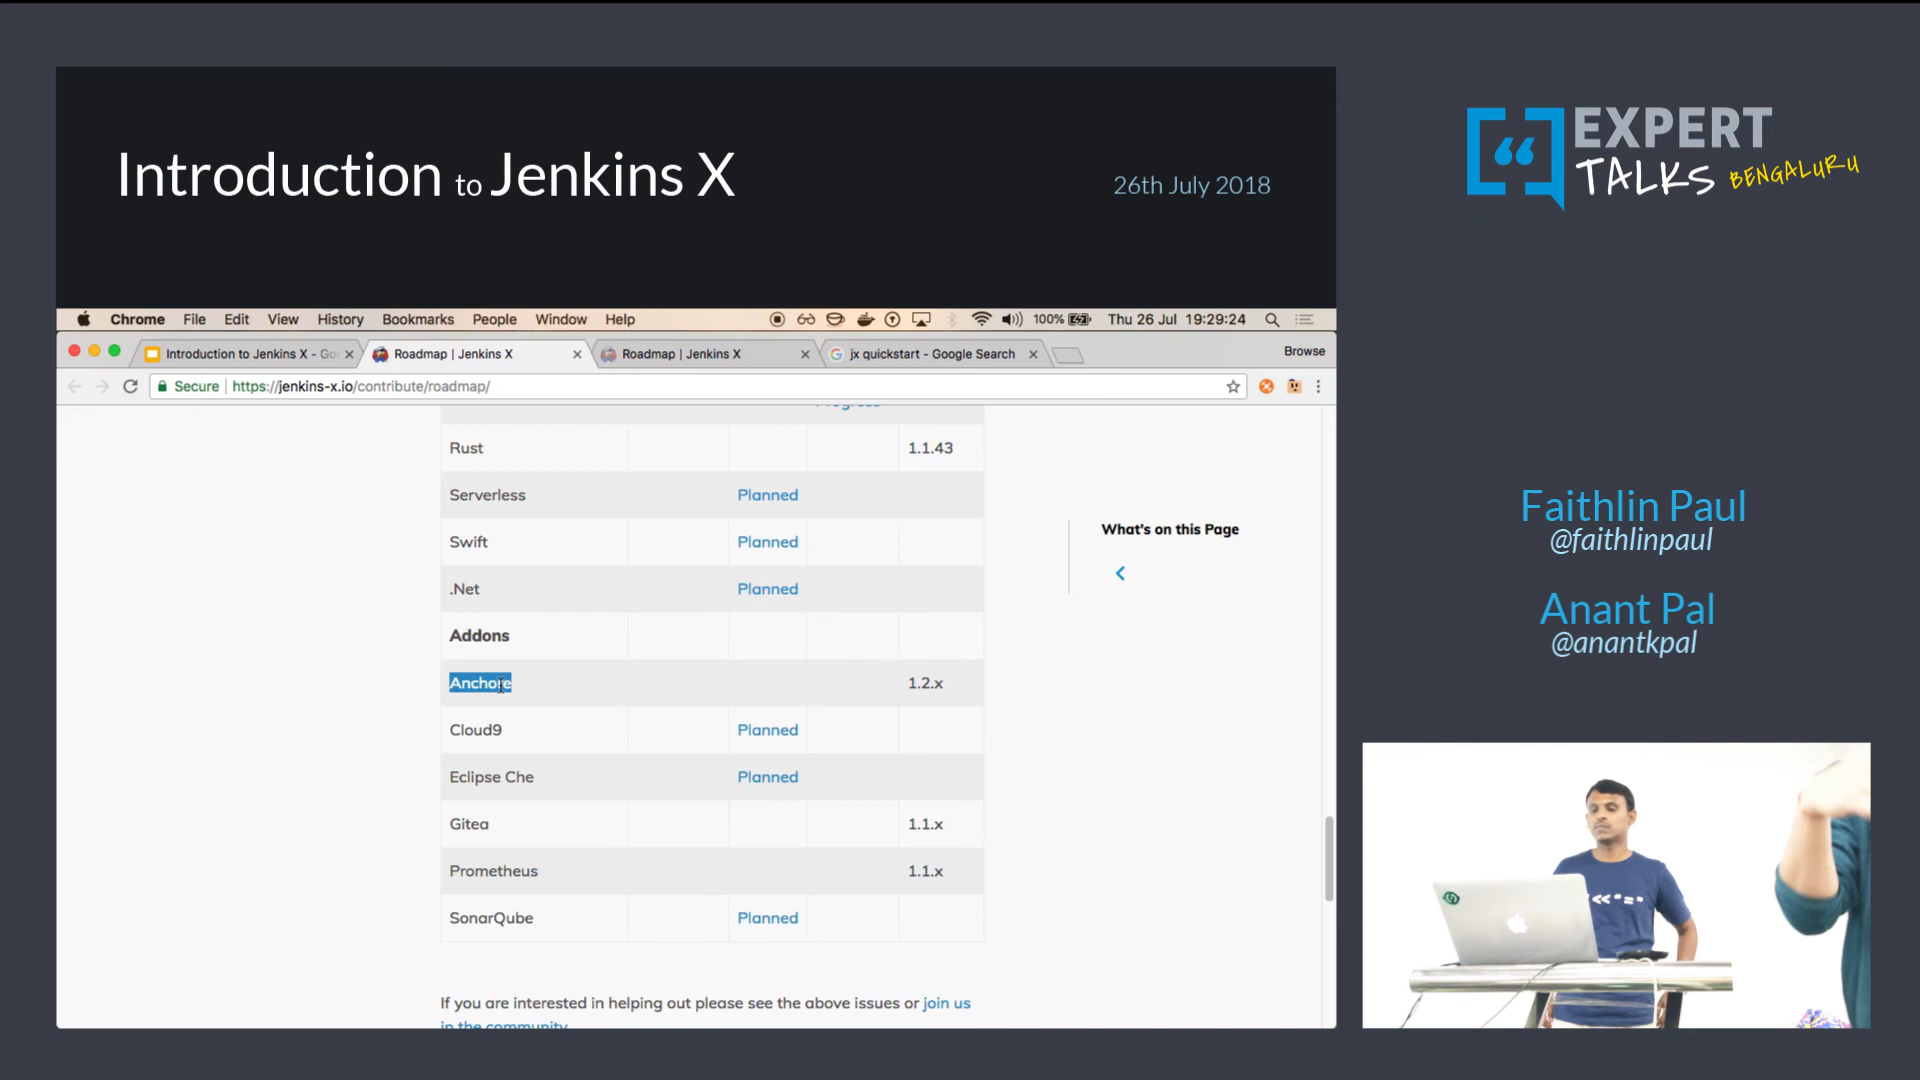 Introduction to Jenkins X
26th July 2018
EXPERT
TALKS BENGALURU
Chrome File Edit View History Bookmarks People Window Help 100% Thu 26 Jul 19:29:24
Introduction to Jenkins X - Go
Roadmap | Jenkins X
Roadmap | Jenkins X
jx quickstart - Google Search
Browse
Secure https://jenkins-x.io/contribute/roadmap/
Progress
Rust 1.1.43
Serverless Planned
Swift Planned
.Net Planned
Addons
Anchore 1.2.x
Cloud9 Planned
Eclipse Che Planned
Gitea 1.1.x
Prometheus 1.1.x
SonarQube Planned
If you are interested in helping out please see the above issues or join us
in the community.
What's on this Page
Faithlin Paul
@faithlinpaul
Anant Pal
@anantkpal
<< "="